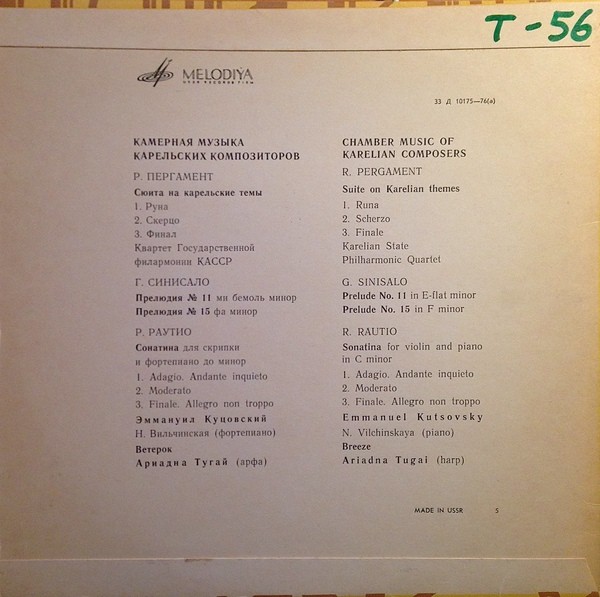 T-56
MELODIYA
33 Д 10175—76(a)
КАМЕРНАЯ МУЗЫКА
КАРЕЛЬСКИХ КОМПОЗИТОРОВ
Р. ПЕРГАМЕНТ
Сюита на карельские темы
1. Руна
2. Скерцо
3. Финал
Квартет Государственной
филармонии КАССР
Г. СИНИСАЛО
Прелюдия № 11 ми бемоль минор
Прелюдия № 15 фа минор
Р. РАУТИО
Сонатина для скрипки
и фортепиано до минор
1. Adagio. Andante inquieto
2. Moderato
3. Finale. Allegro non troppo
Эммануил Куцовский
Н. Вильчинская (фортепиано)
Ветерок
Ариадна Тугай (арфа)
CHAMBER MUSIC OF
KARELIAN COMPOSERS
R. PERGAMENT
Suite on Karelian themes
1. Runa
2. Scherzo
3. Finale
Karelian State
Philharmonic Quartet
G. SINISALO
Prelude No. 11 in E-flat minor
Prelude No. 15 in F minor
R. RAUTIO
Sonatina for violin and piano
in C minor
1. Adagio. Andante inquieto
2. Moderato
3. Finale. Allegro non troppo
Emmanuel Kutsovsky
N. Vilchinskaya (piano)
Breeze
Ariadna Tugai (harp)
MADE IN USSR 5